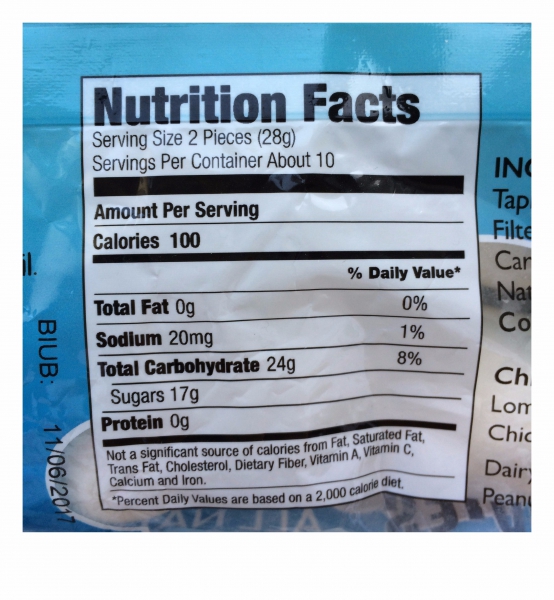 Nutrition Facts
Serving Size 2 Pieces (28g)
Servings Per Container About 10
Amount Per Serving
Calories 100
% Daily Value*
Total Fat 0g 0%
Sodium 20mg 1%
Total Carbohydrate 24g 8%
Sugars 17g
Protein 0g
Not a significant source of calories from Fat, Saturated Fat,
Trans Fat, Cholesterol, Dietary Fiber, Vitamin A, Vitamin C,
Calcium and Iron.
*Percent Daily Values are based on a 2,000 calorie diet.
BIUB: 11/06/2017